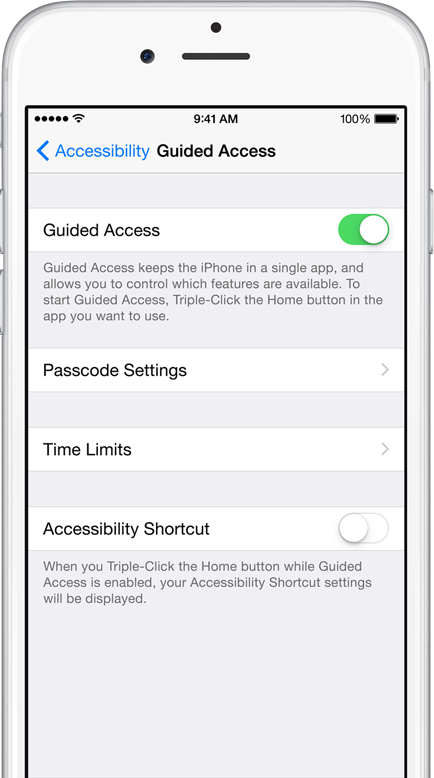 9:41 AM 100%
Accessibility Guided Access
Guided Access
Guided Access keeps the iPhone in a single app, and
allows you to control which features are available. To
start Guided Access, Triple-Click the Home button in the
app you want to use.
Passcode Settings
Time Limits
Accessibility Shortcut
When you Triple-Click the Home button while Guided
Access is enabled, your Accessibility Shortcut settings
will be displayed.